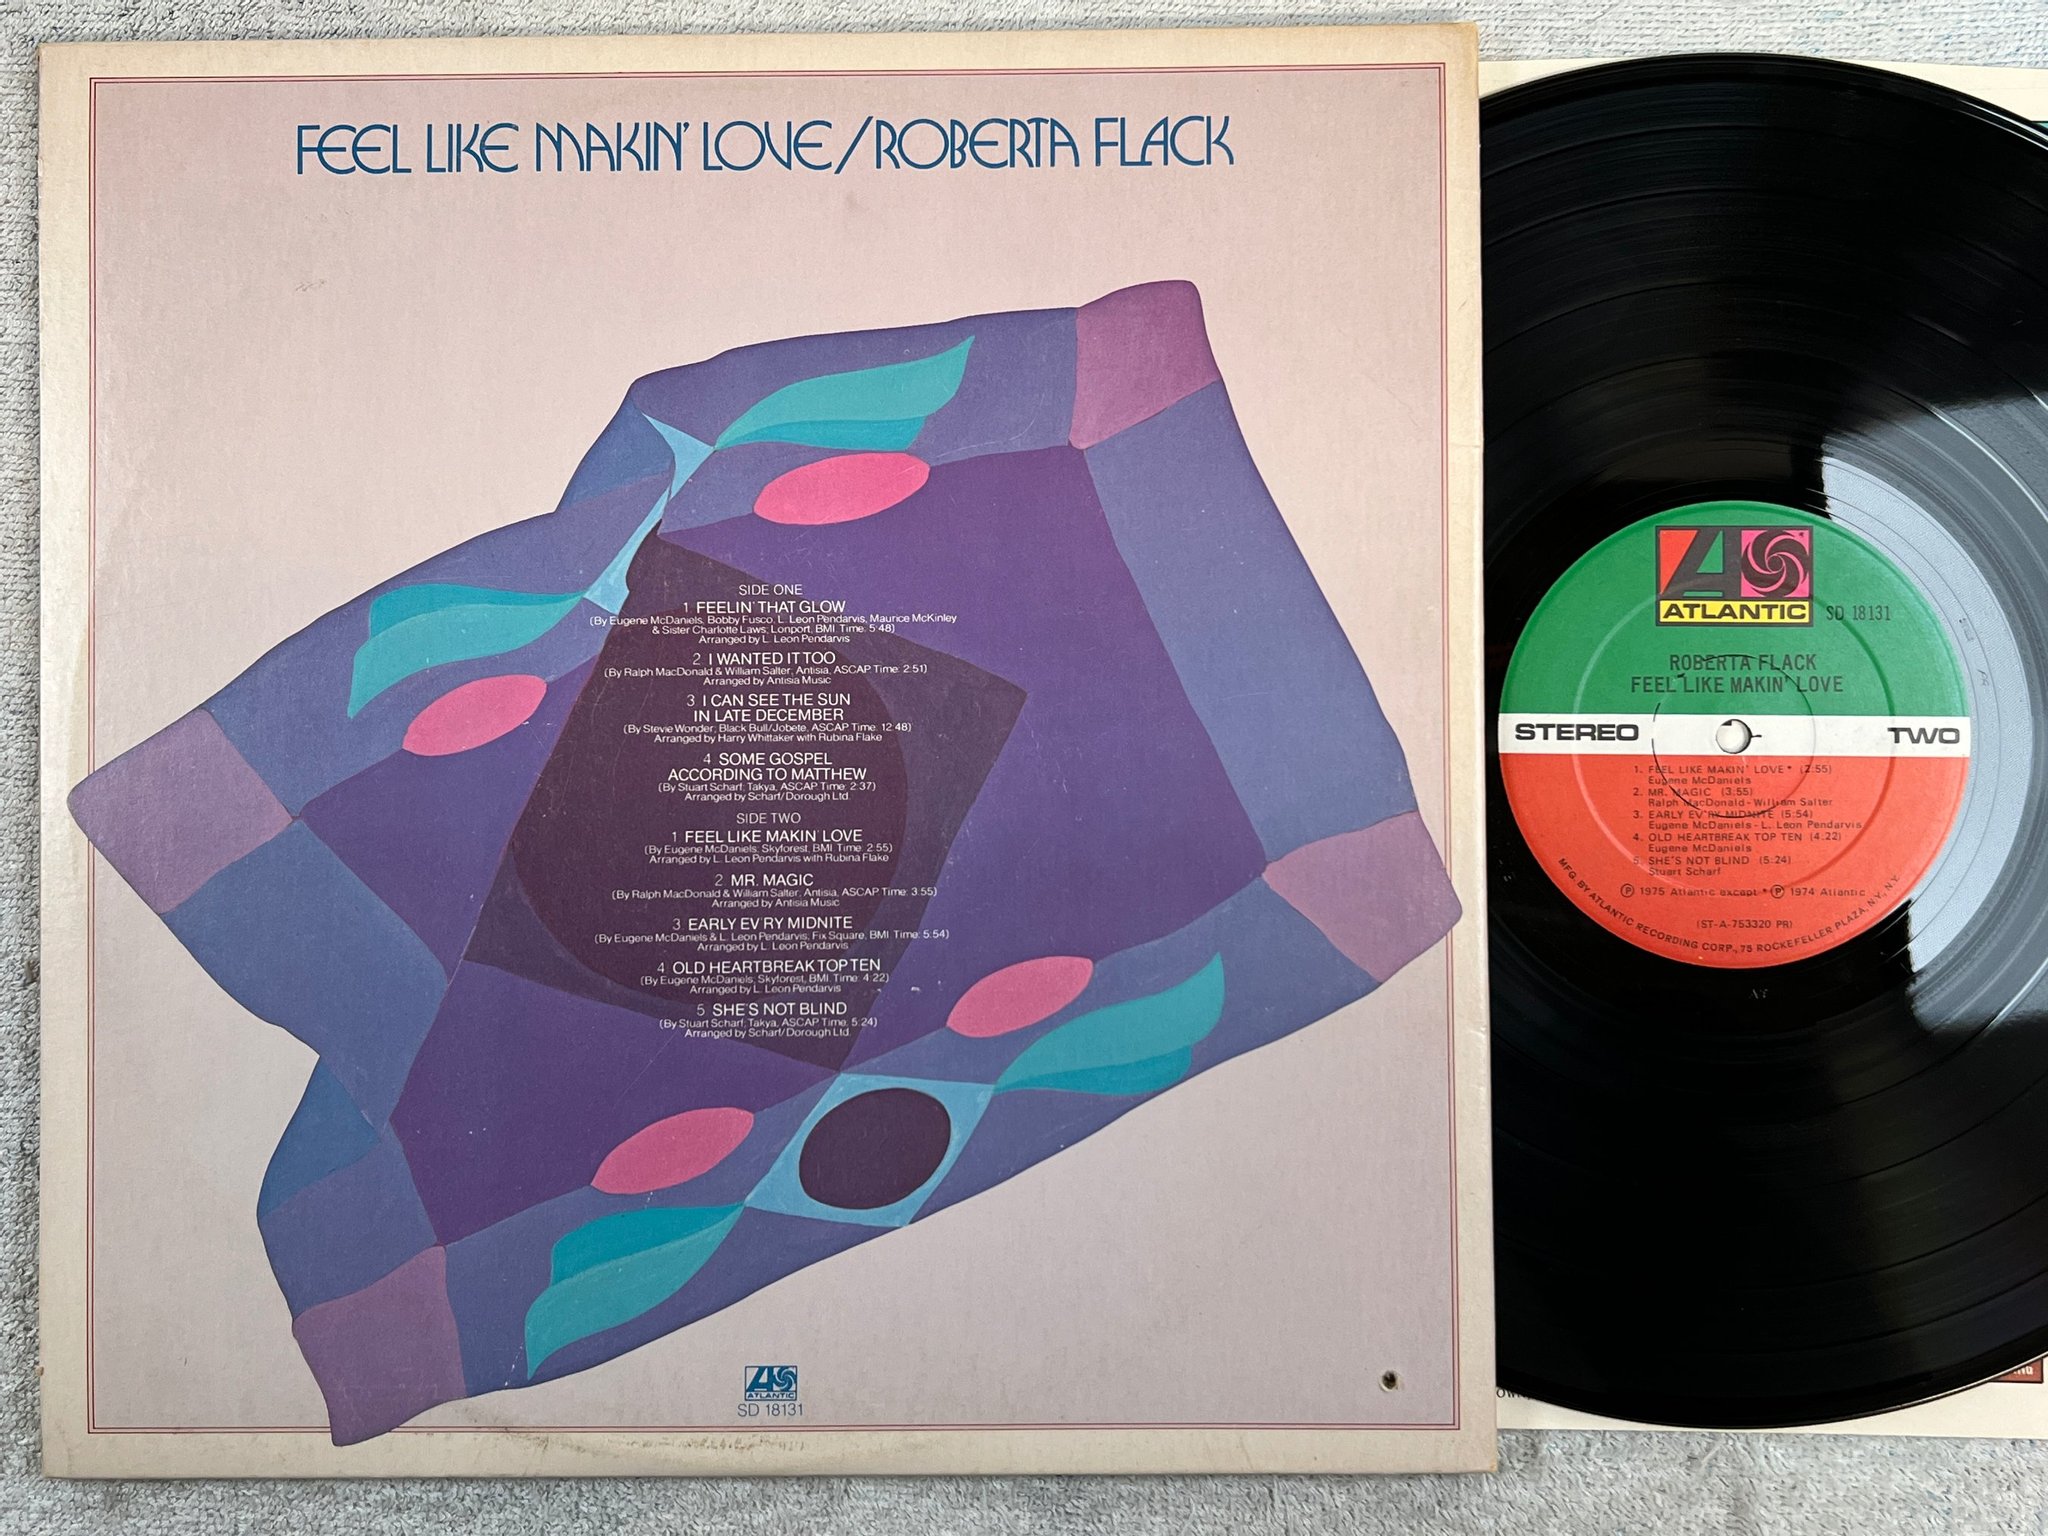 FEEL LIKE MAKIN' LOVE/ROBERTA FLACK
SIDE ONE
1 FEELIN' THAT GLOW
(By Eugene McDaniels, Bobby Fusco, L. Leon Pendarvis, Maurice McKinley
& Sister Charlotte Laws; Lonport, BMI. Time: 5:48)
Arranged by L. Leon Pendarvis
2 I WANTED IT TOO
(By Ralph MacDonald & William Salter; Antisia, ASCAP. Time: 2:51)
Arranged by Antisia Music
3 I CAN SEE THE SUN
IN LATE DECEMBER
(By Stevie Wonder; Black Bull/Jobete, ASCAP. Time: 12:48)
Arranged by Harry Whittaker with Rubina Flake
4 SOME GOSPEL
ACCORDING TO MATTHEW
(By Stuart Scharf; Takya, ASCAP. Time: 2:37)
Arranged by Scharf/Dorough Ltd.
SIDE TWO
1 FEEL LIKE MAKIN' LOVE
(By Eugene McDaniels; Skyforest, BMI. Time: 2:55)
Arranged by L. Leon Pendarvis with Rubina Flake
2 MR. MAGIC
(By Ralph MacDonald & William Salter; Antisia, ASCAP. Time: 3:55)
Arranged by Antisia Music
3 EARLY EV'RY MIDNITE
(By Eugene McDaniels & L. Leon Pendarvis; Fix Square, BMI. Time: 5:54)
Arranged by L. Leon Pendarvis
4 OLD HEARTBREAK TOP TEN
(By Eugene McDaniels; Skyforest, BMI. Time: 4:22)
Arranged by L. Leon Pendarvis
5 SHE'S NOT BLIND
(By Stuart Scharf; Takya, ASCAP. Time: 5:24)
Arranged by Scharf/Dorough Ltd.
ATLANTIC
SD 18131
ATLANTIC
SD 18131
ROBERTA FLACK
FEEL LIKE MAKIN' LOVE
STEREO TWO
1. FEEL LIKE MAKIN' LOVE* (2:55)
Eugene McDaniels
2. MR. MAGIC (3:55)
Ralph MacDonald-William Salter
3. EARLY EV'RY MIDNITE (5:54)
Eugene McDaniels-L. Leon Pendarvis
4. OLD HEARTBREAK TOP TEN (4:22)
Eugene McDaniels
5. SHE'S NOT BLIND (5:24)
Stuart Scharf
Ⓟ 1975 Atlantic except * Ⓟ 1974 Atlantic
(ST-A-753320 PR)
MFG. BY ATLANTIC RECORDING CORP., 75 ROCKEFELLER PLAZA, N.Y., N.Y.